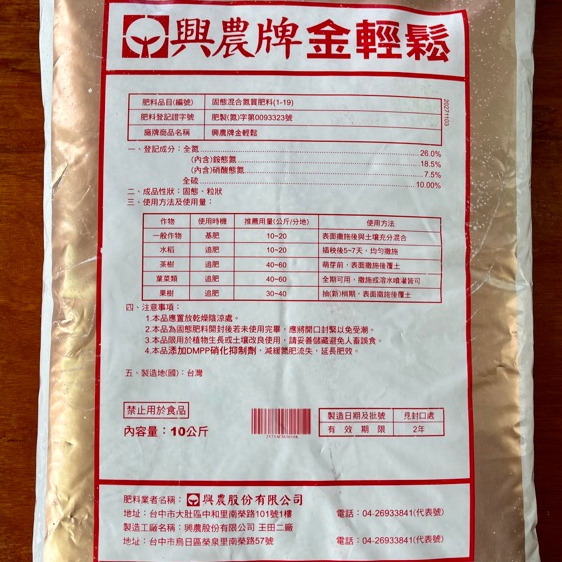 興農牌金輕鬆
肥料品目(編號) 固態混合氮質肥料(1-19)
肥料登記證字號 肥製(氮)字第0093323號
廠牌商品名稱 興農牌金輕鬆
20271103
一、登記成分：全氮 26.0%
(內含)銨態氮 18.5%
(內含)硝酸態氮 7.5%
全硫 10.00%
二、成品性狀：固態、粒狀
三、使用方法及使用量：
作物 使用時機 推薦用量(公斤/分地) 使用方法
一般作物 基肥 10~20 表面撒施後與土壤充分混合
水稻 追肥 10~20 插秧後5~7天，均勻撒施
茶樹 追肥 40~60 萌芽前，表面撒施後覆土
葉菜類 追肥 40~60 全期可用，撒施或溶水噴灌皆可
果樹 追肥 30~40 抽(新)梢期，表面撒施後覆土
四、注意事項：
1.本品應置放乾燥陰涼處。
2.本品為固態肥料開封後若未使用完畢，應將開口封緊以免受潮。
3.本品限用於植物生長或土壤改良使用，請妥善儲藏避免人畜誤食。
4.本品添加DMPP硝化抑制劑，減緩氮肥流失，延長肥效。
五、製造地(國)：台灣
禁止用於食品
內容量：10公斤
製造日期及批號 見封口處
有效期限 2年
肥料業者名稱：興農股份有限公司
地址：台中市大肚區中和里南榮路101號1樓 電話：04-26933841(代表號)
製造工廠名稱：興農股份有限公司 王田二廠
地址：台中市烏日區榮泉里南榮路57號 電話：04-26933841(代表號)